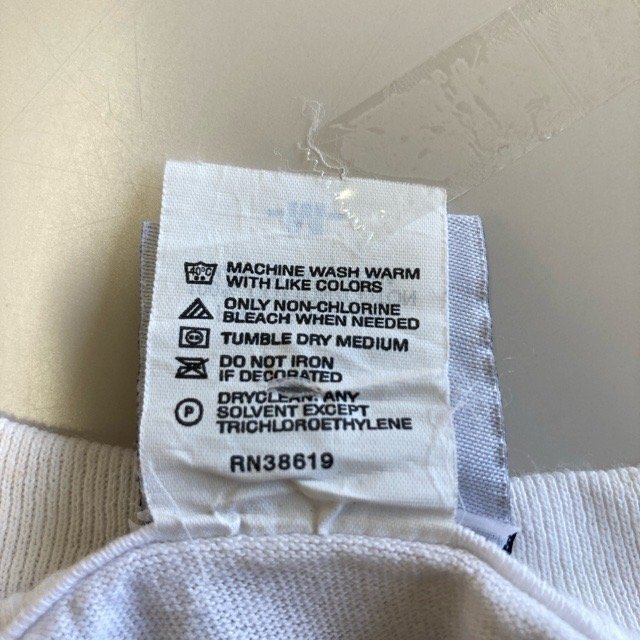 40°C MACHINE WASH WARM
WITH LIKE COLORS
ONLY NON-CHLORINE
BLEACH WHEN NEEDED
TUMBLE DRY MEDIUM
DO NOT IRON
IF DECORATED
P DRYCLEAN, ANY
SOLVENT EXCEPT
TRICHLOROETHYLENE
RN38619